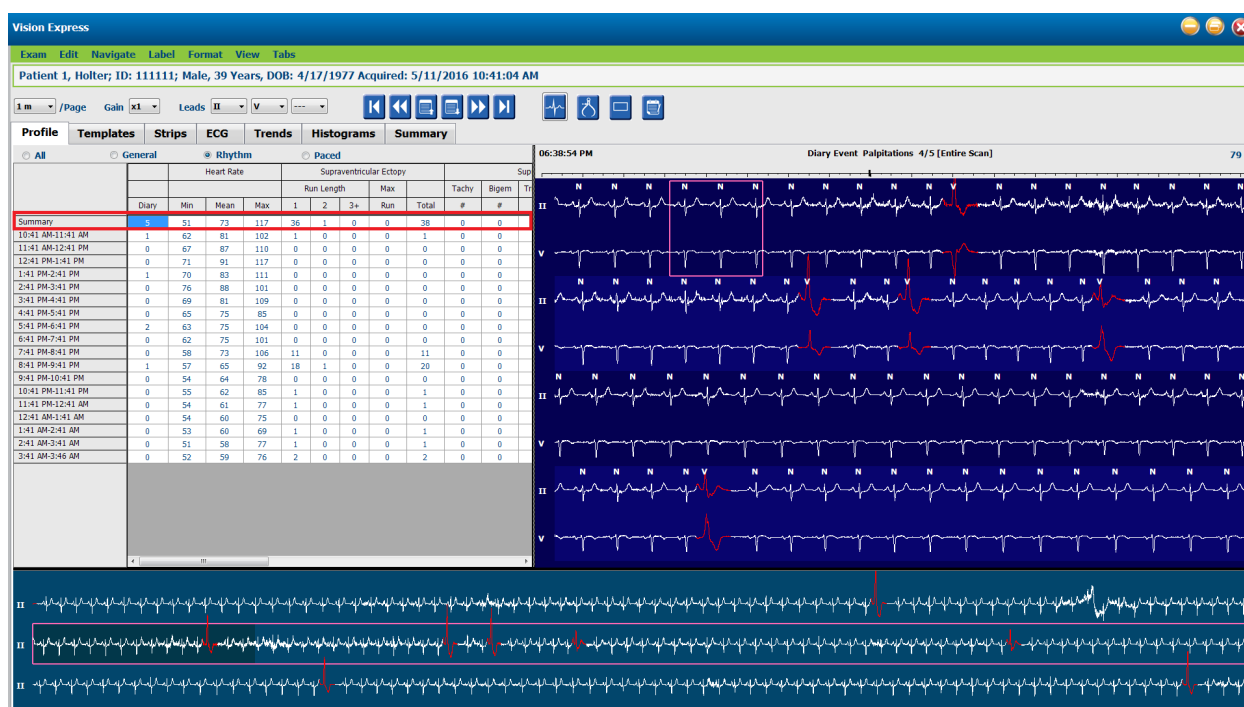 Vision Express
Exam Edit Navigate Label Format View Tabs
Patient 1, Holter; ID: 111111; Male, 39 Years, DOB: 4/17/1977 Acquired: 5/11/2016 10:41:04 AM
1 m /Page Gain x1 Leads II V ---
Profile Templates Strips ECG Trends Histograms Summary
All General Rhythm Paced
Heart Rate Supraventricular Ectopy Sup
Run Length Max Tachy Bigem Tr
Diary Min Mean Max 1 2 3+ Run Total # #
Summary 5 51 73 117 36 1 0 0 38 0 0
10:41 AM-11:41 AM 1 62 81 102 1 0 0 0 1 0 0
11:41 AM-12:41 PM 0 67 87 110 0 0 0 0 0 0 0
12:41 PM-1:41 PM 0 71 91 117 0 0 0 0 0 0 0
1:41 PM-2:41 PM 1 70 83 111 0 0 0 0 0 0 0
2:41 PM-3:41 PM 0 76 88 101 0 0 0 0 0 0 0
3:41 PM-4:41 PM 0 69 81 109 0 0 0 0 0 0 0
4:41 PM-5:41 PM 0 65 75 85 0 0 0 0 0 0 0
5:41 PM-6:41 PM 2 63 75 104 0 0 0 0 0 0 0
6:41 PM-7:41 PM 0 62 75 101 0 0 0 0 0 0 0
7:41 PM-8:41 PM 0 58 73 106 11 0 0 0 11 0 0
8:41 PM-9:41 PM 1 57 65 92 18 1 0 0 20 0 0
9:41 PM-10:41 PM 0 54 64 78 0 0 0 0 0 0 0
10:41 PM-11:41 PM 0 55 62 85 1 0 0 0 1 0 0
11:41 PM-12:41 AM 0 54 61 77 1 0 0 0 1 0 0
12:41 AM-1:41 AM 0 54 60 75 0 0 0 0 0 0 0
1:41 AM-2:41 AM 0 53 60 69 1 0 0 0 1 0 0
2:41 AM-3:41 AM 0 51 58 77 1 0 0 0 1 0 0
3:41 AM-3:46 AM 0 52 59 76 2 0 0 0 2 0 0
06:38:54 PM Diary Event Palpitations 4/5 [Entire Scan] 79
N N N N N N N N N N N V N N N N N N
II
V
N N N N N N N V N N V N N N N N V N N N
II
V
N N N N N N N N N N N N N N N N N N N
II
V
N N N N V N N N N N N N N N N N N
II
V
II
II
II